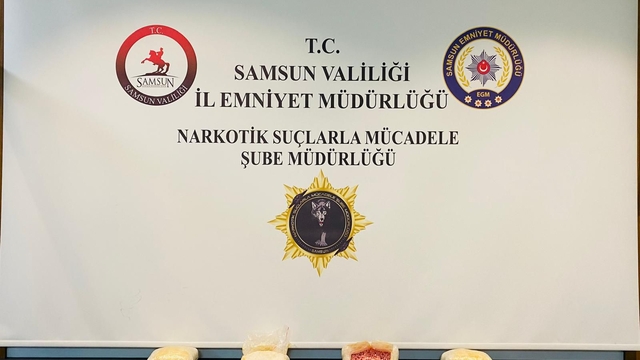 T.C.
SAMSUN
SAMSUN VALİLİĞİ
T.C.
SAMSUN VALİLİĞİ
İL EMNİYET MÜDÜRLÜĞÜ
SAMSUN EMNİYET MÜDÜRLÜĞÜ
EGM
NARKOTİK SUÇLARLA MÜCADELE
ŞUBE MÜDÜRLÜĞÜ